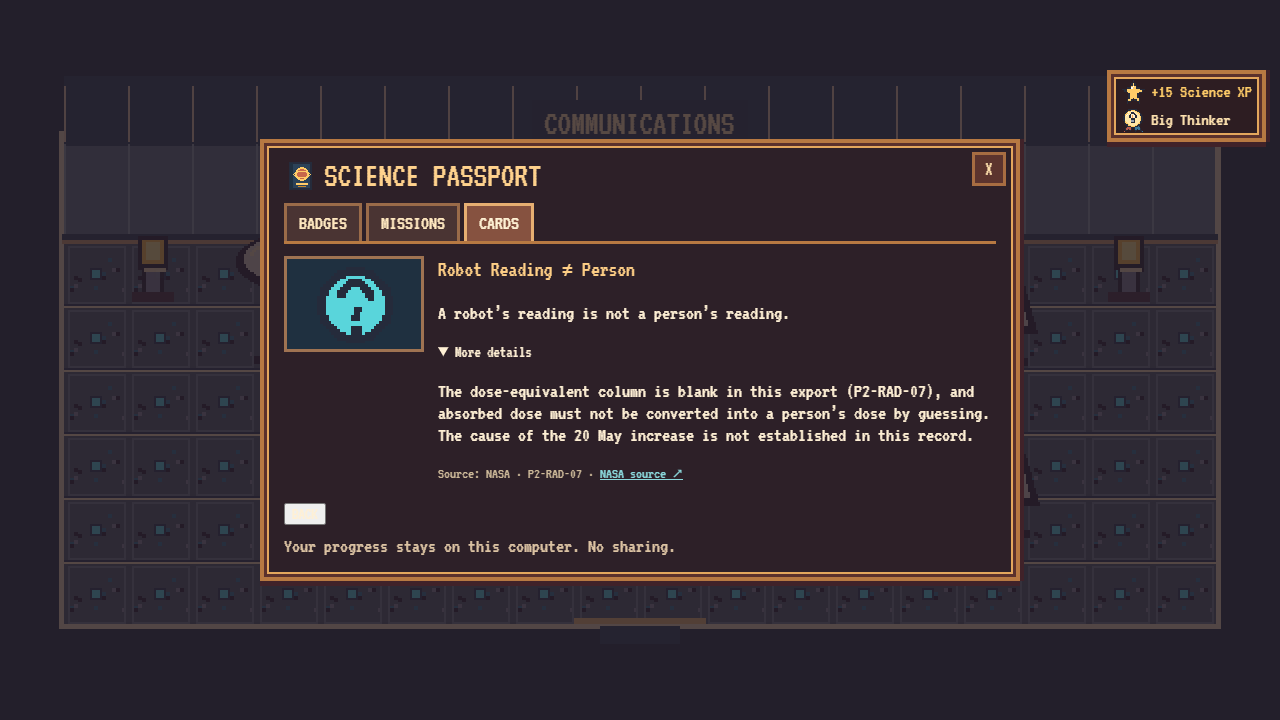 COMMUNICATIONS
+15 Science XP
Big Thinker
SCIENCE PASSPORT
X
BADGES
MISSIONS
CARDS
Robot Reading ≠ Person
A robot's reading is not a person's reading.
▼ More details
The dose-equivalent column is blank in this export (P2-RAD-07), and
absorbed dose must not be converted into a person's dose by guessing.
The cause of the 20 May increase is not established in this record.
Source: NASA · P2-RAD-07 · NASA source ↗
Your progress stays on this computer. No sharing.